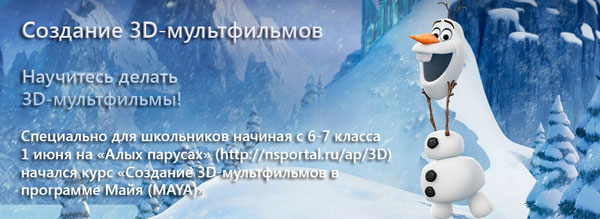 Создание 3D-мультфильмов
Научитесь делать
3D-мультфильмы!
Специально для школьников начиная с 6-7 класса
1 июня на «Алых парусах» (http://nsportal.ru/ap/3D)
начался курс «Создание 3D-мультфильмов в
программе Майя (MAYA)»